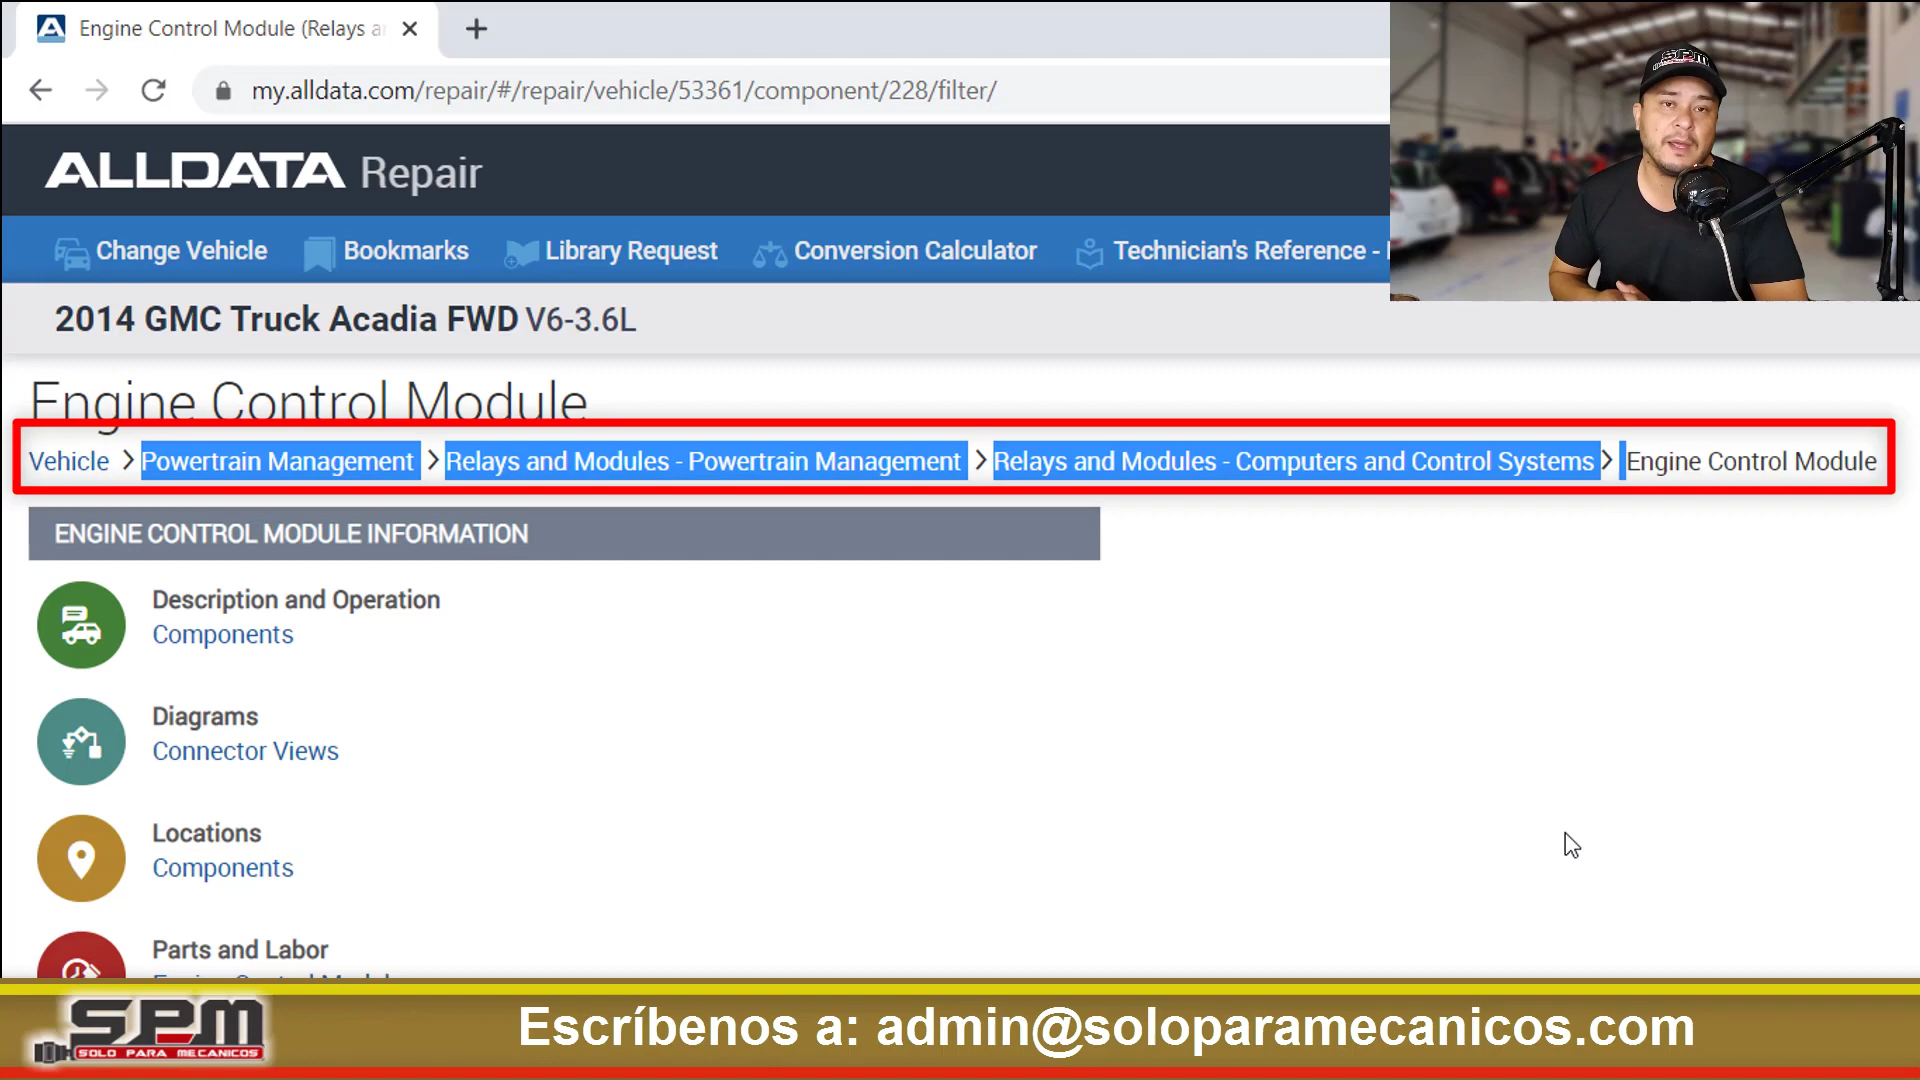 Engine Control Module (Relays a
my.alldata.com/repair/#/repair/vehicle/53361/component/228/filter/
SPM
ALLDATA Repair
Change Vehicle Bookmarks Library Request Conversion Calculator Technician's Reference -
2014 GMC Truck Acadia FWD V6-3.6L
Engine Control Module
Vehicle > Powertrain Management > Relays and Modules - Powertrain Management > Relays and Modules - Computers and Control Systems > Engine Control Module
ENGINE CONTROL MODULE INFORMATION
Description and Operation
Components
Diagrams
Connector Views
Locations
Components
Parts and Labor
SPM
SOLO PARA MECANICOS
Escríbenos a: admin@soloparamecanicos.com